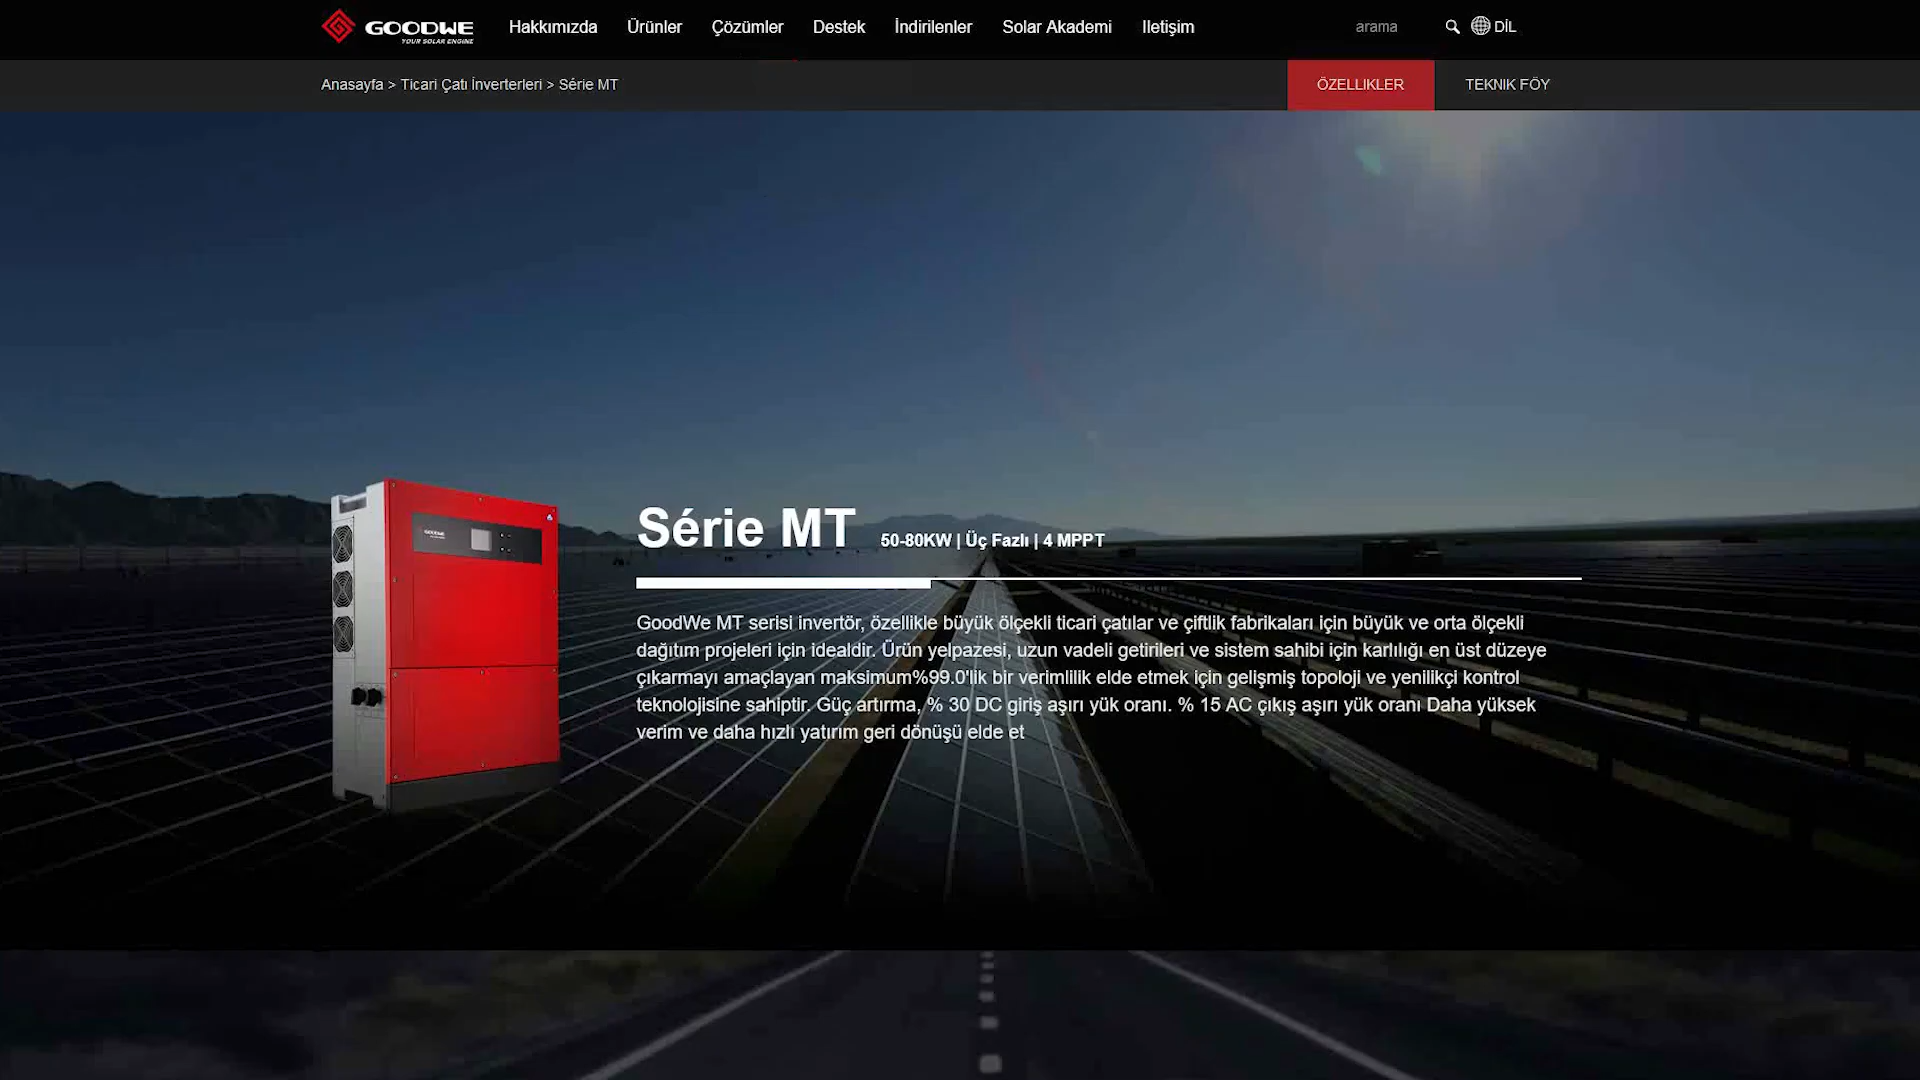 GOODWE
YOUR SOLAR ENGINE
Hakkımızda Ürünler Çözümler Destek İndirilenler Solar Akademi Iletişim arama DİL
Anasayfa > Ticari Çatı İnverterleri > Série MT ÖZELLIKLER TEKNIK FÖY
GOODWE
Série MT 50-80KW | Üç Fazlı | 4 MPPT
GoodWe MT serisi invertör, özellikle büyük ölçekli ticari çatılar ve çiftlik fabrikaları için büyük ve orta ölçekli
dağıtım projeleri için idealdir. Ürün yelpazesi, uzun vadeli getirileri ve sistem sahibi için karlılığı en üst düzeye
çıkarmayı amaçlayan maksimum%99.0'lik bir verimlilik elde etmek için gelişmiş topoloji ve yenilikçi kontrol
teknolojisine sahiptir. Güç artırma, % 30 DC giriş aşırı yük oranı. % 15 AC çıkış aşırı yük oranı Daha yüksek
verim ve daha hızlı yatırım geri dönüşü elde et